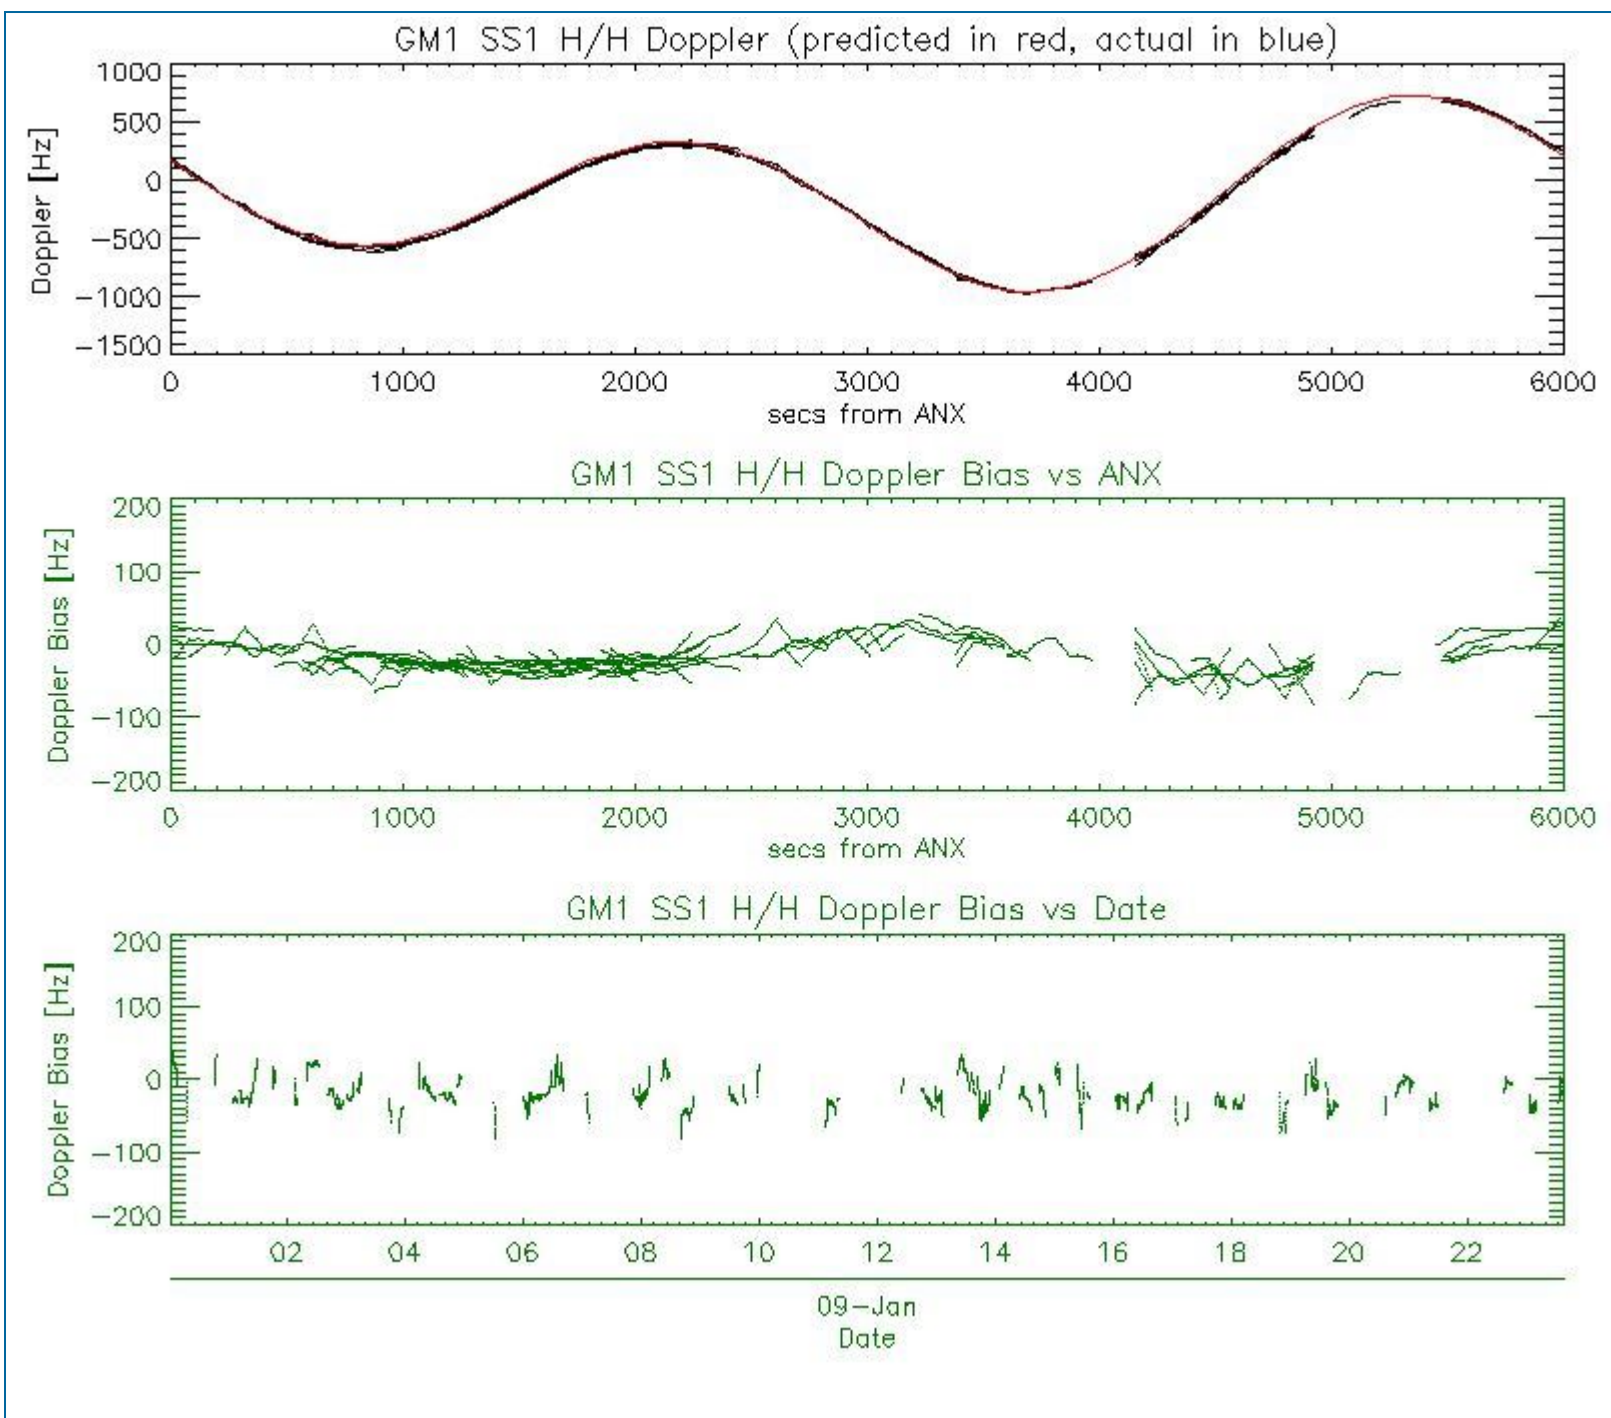 GM1 SS1 H/H Doppler (predicted in red, actual in blue)
Doppler [Hz]
1000
500
0
−500
−1000
−1500
0 1000 2000 3000 4000 5000 6000
secs from ANX
GM1 SS1 H/H Doppler Bias vs ANX
Doppler Bias [Hz]
200
100
0
−100
−200
0 1000 2000 3000 4000 5000 6000
secs from ANX
GM1 SS1 H/H Doppler Bias vs Date
Doppler Bias [Hz]
200
100
0
−100
−200
02 04 06 08 10 12 14 16 18 20 22
09−Jan
Date